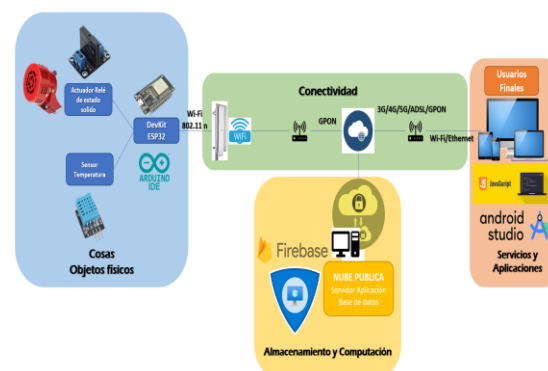 Actuador Relé
de estado
solido
DevKit
ESP32
Sensor
Temperatura
ARDUINO
IDE
Cosas
Objetos físicos
Wi-Fi
802.11 n
Conectividad
WiFi
GPON
3G/4G/5G/ADSL/GPON
Wi-Fi/Ethernet
Firebase
NUBE PUBLICA
Servidor Aplicación
Base de datos
Almacenamiento y Computación
Usuarios
Finales
JavaScript
android
studio
Servicios y
Aplicaciones